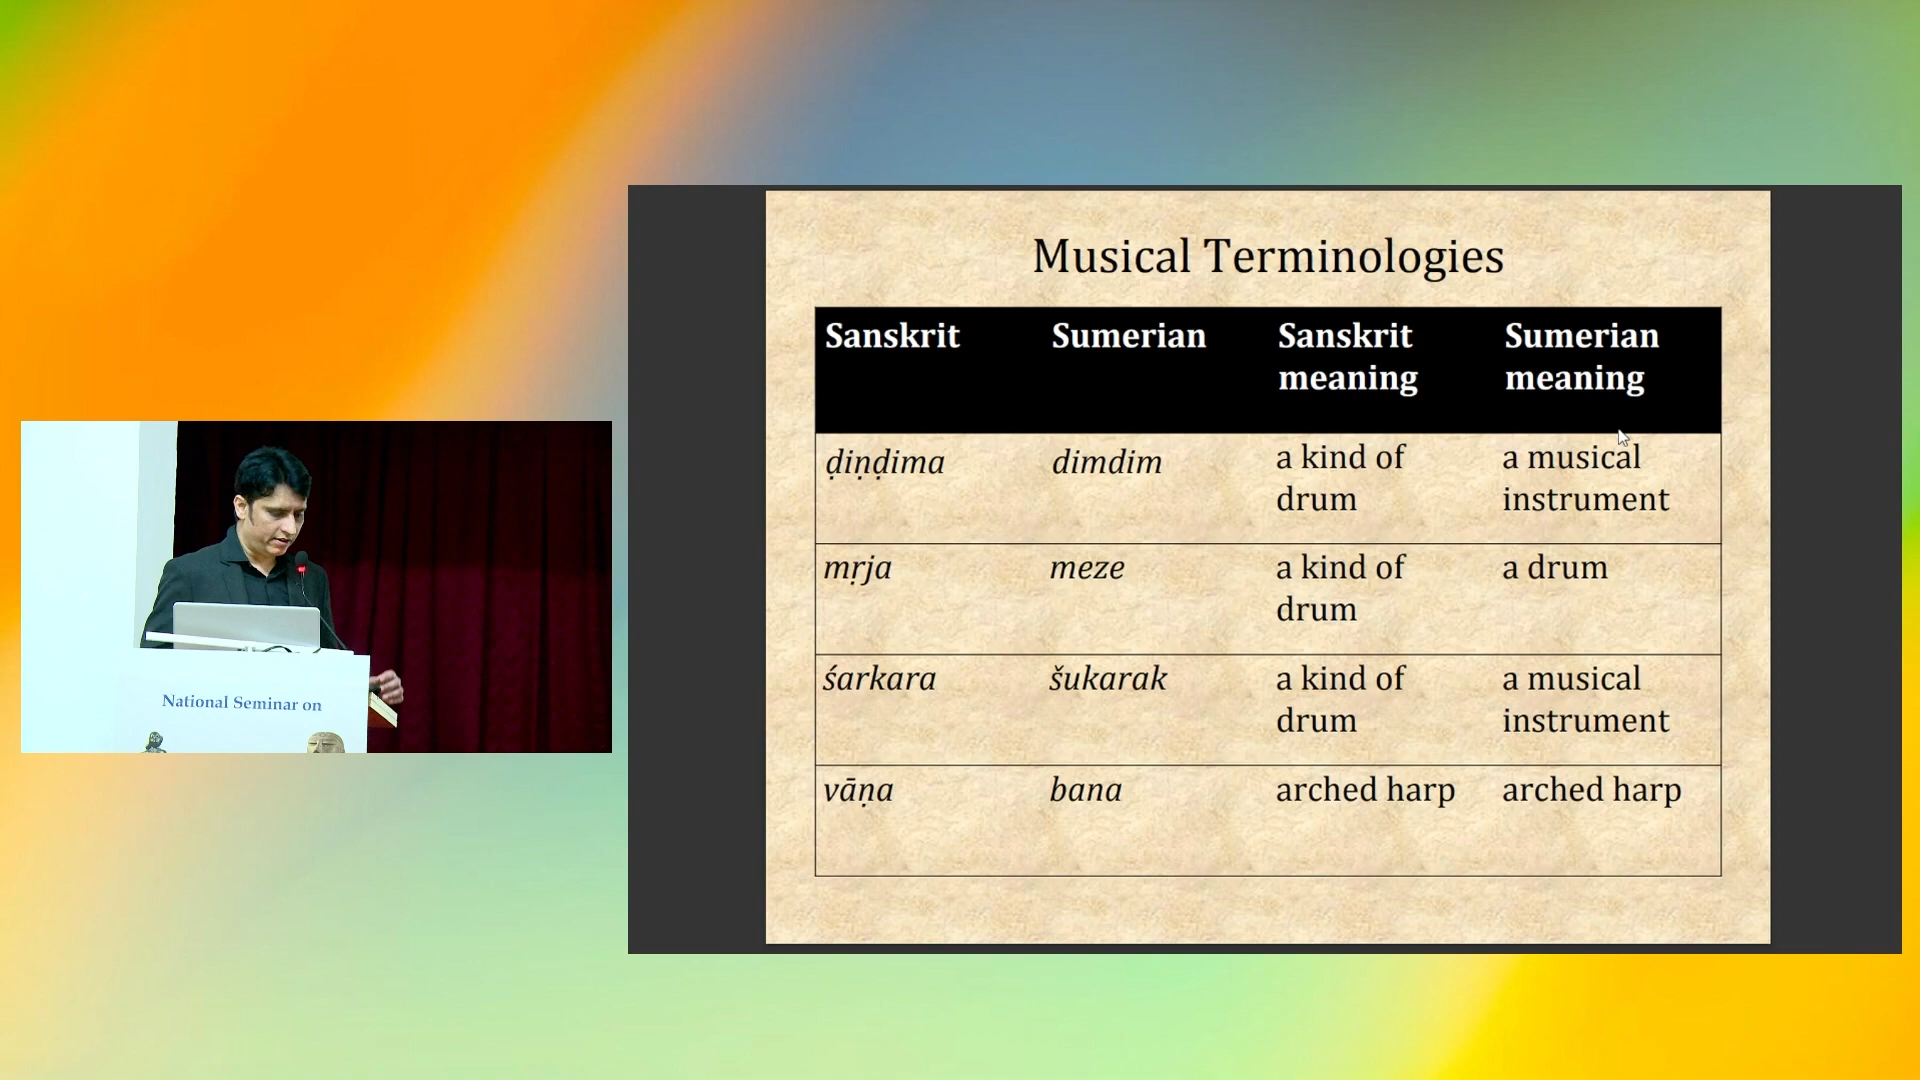 Musical Terminologies
Sanskrit Sumerian Sanskrit meaning Sumerian meaning
ḍiṇḍima dimdim a kind of drum a musical instrument
mṛja meze a kind of drum a drum
śarkara šukarak a kind of drum a musical instrument
vāṇa bana arched harp arched harp
National Seminar on